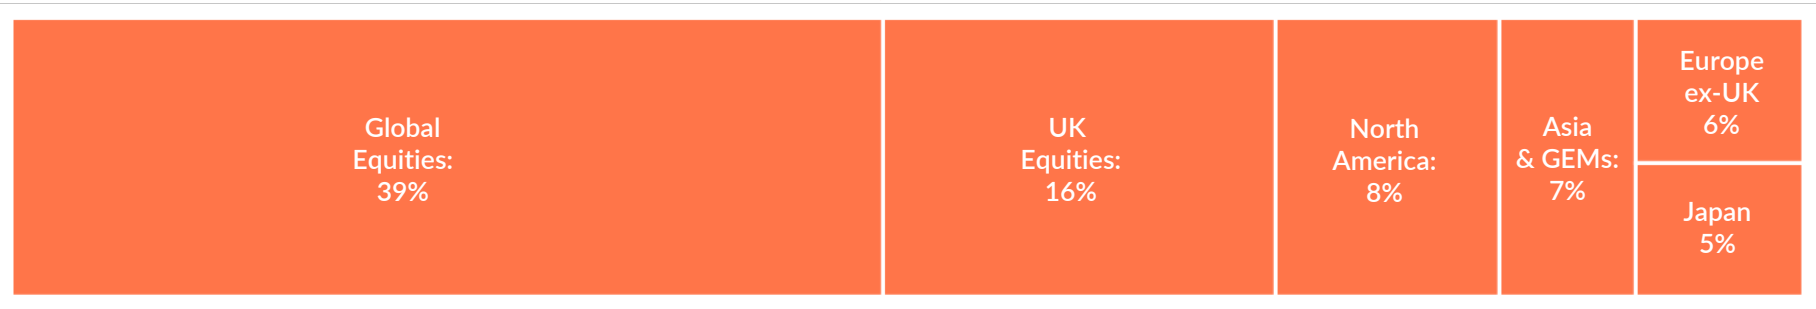 Global
Equities:
39%
UK
Equities:
16%
North
America:
8%
Asia
& GEMs:
7%
Europe
ex-UK
6%
Japan
5%